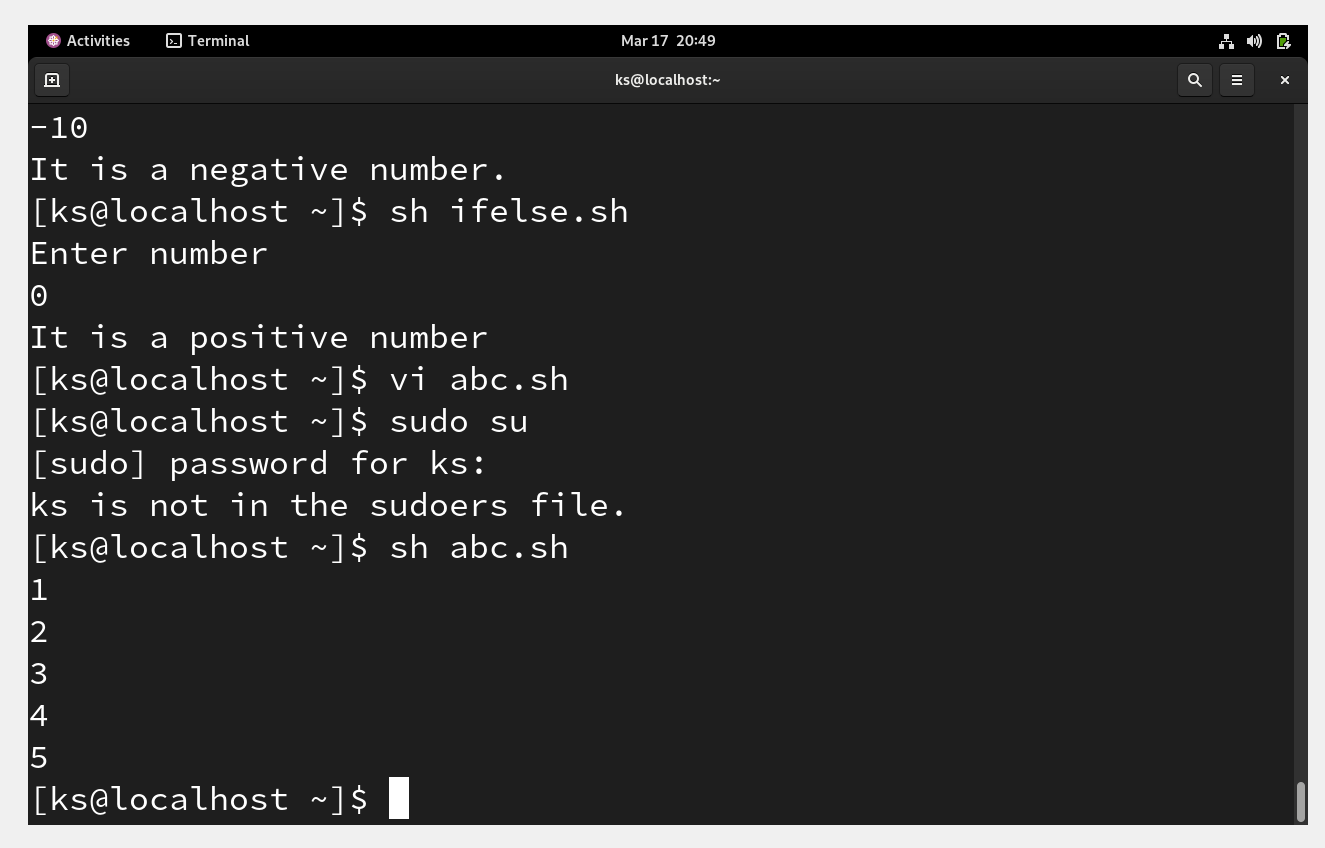 Activities Terminal Mar 17 20:49
ks@localhost:~
-10
It is a negative number.
[ks@localhost ~]$ sh ifelse.sh
Enter number
0
It is a positive number
[ks@localhost ~]$ vi abc.sh
[ks@localhost ~]$ sudo su
[sudo] password for ks:
ks is not in the sudoers file.
[ks@localhost ~]$ sh abc.sh
1
2
3
4
5
[ks@localhost ~]$